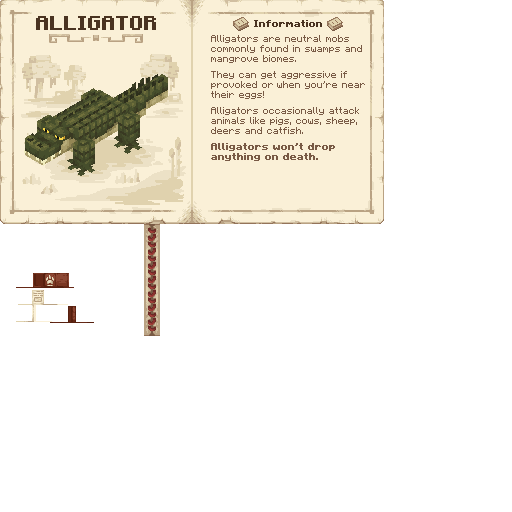 ALLIGATOR
Information
Alligators are neutral mobs
commonly found in swamps and
mangrove biomes.
They can get aggressive if
provoked or when you're near
their eggs!
Alligators occasionally attack
animals like pigs, cows, sheep,
deers and catfish.
Alligators won't drop
anything on death.